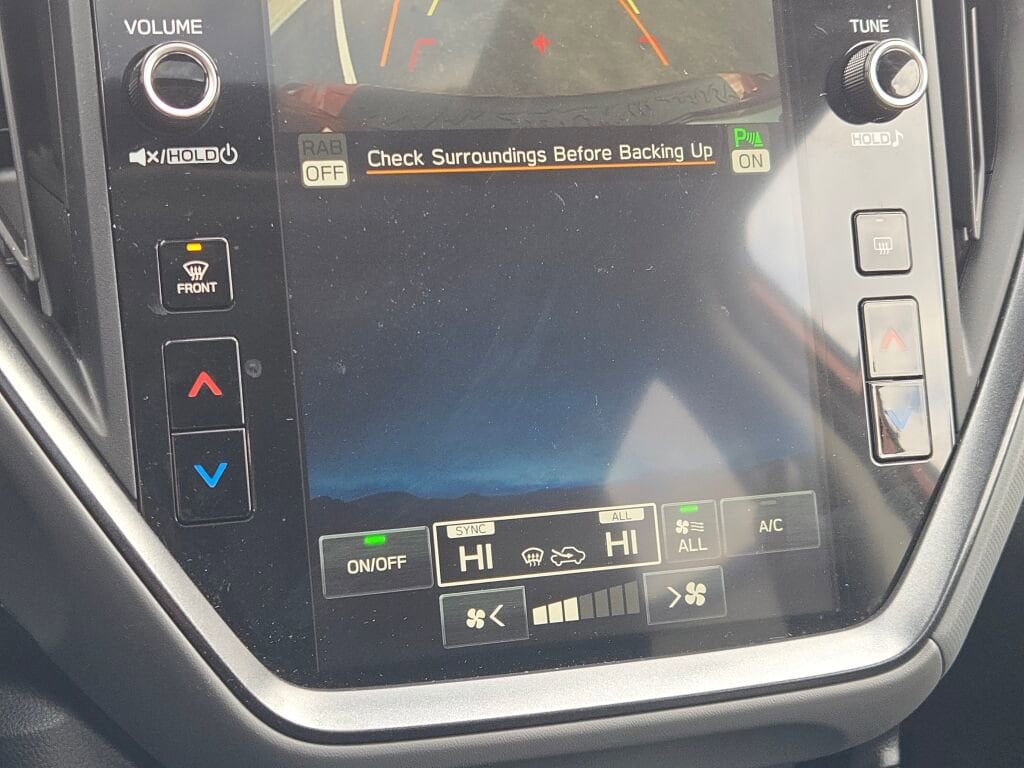 VOLUME
TUNE
/HOLD
HOLD
RAB
OFF
Check Surroundings Before Backing Up
P
ON
FRONT
ON/OFF
SYNC
HI
ALL
HI
ALL
A/C